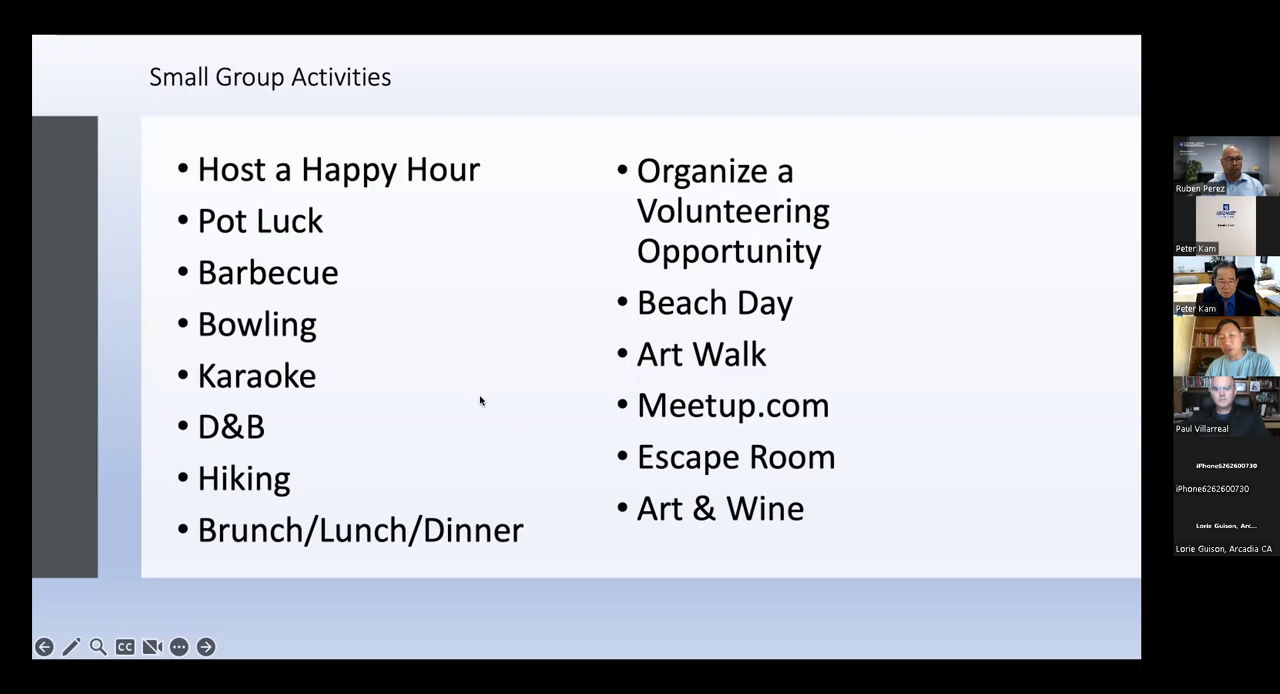 Small Group Activities
• Host a Happy Hour
• Pot Luck
• Barbecue
• Bowling
• Karaoke
• D&B
• Hiking
• Brunch/Lunch/Dinner
• Organize a
Volunteering
Opportunity
• Beach Day
• Art Walk
• Meetup.com
• Escape Room
• Art & Wine
CC
Ruben Perez
Peter Kam
Peter Kam
Paul Villarreal
iPhone6262600730
iPhone6262600730
Lorie Guison, Arc...
Lorie Guison, Arcadia CA